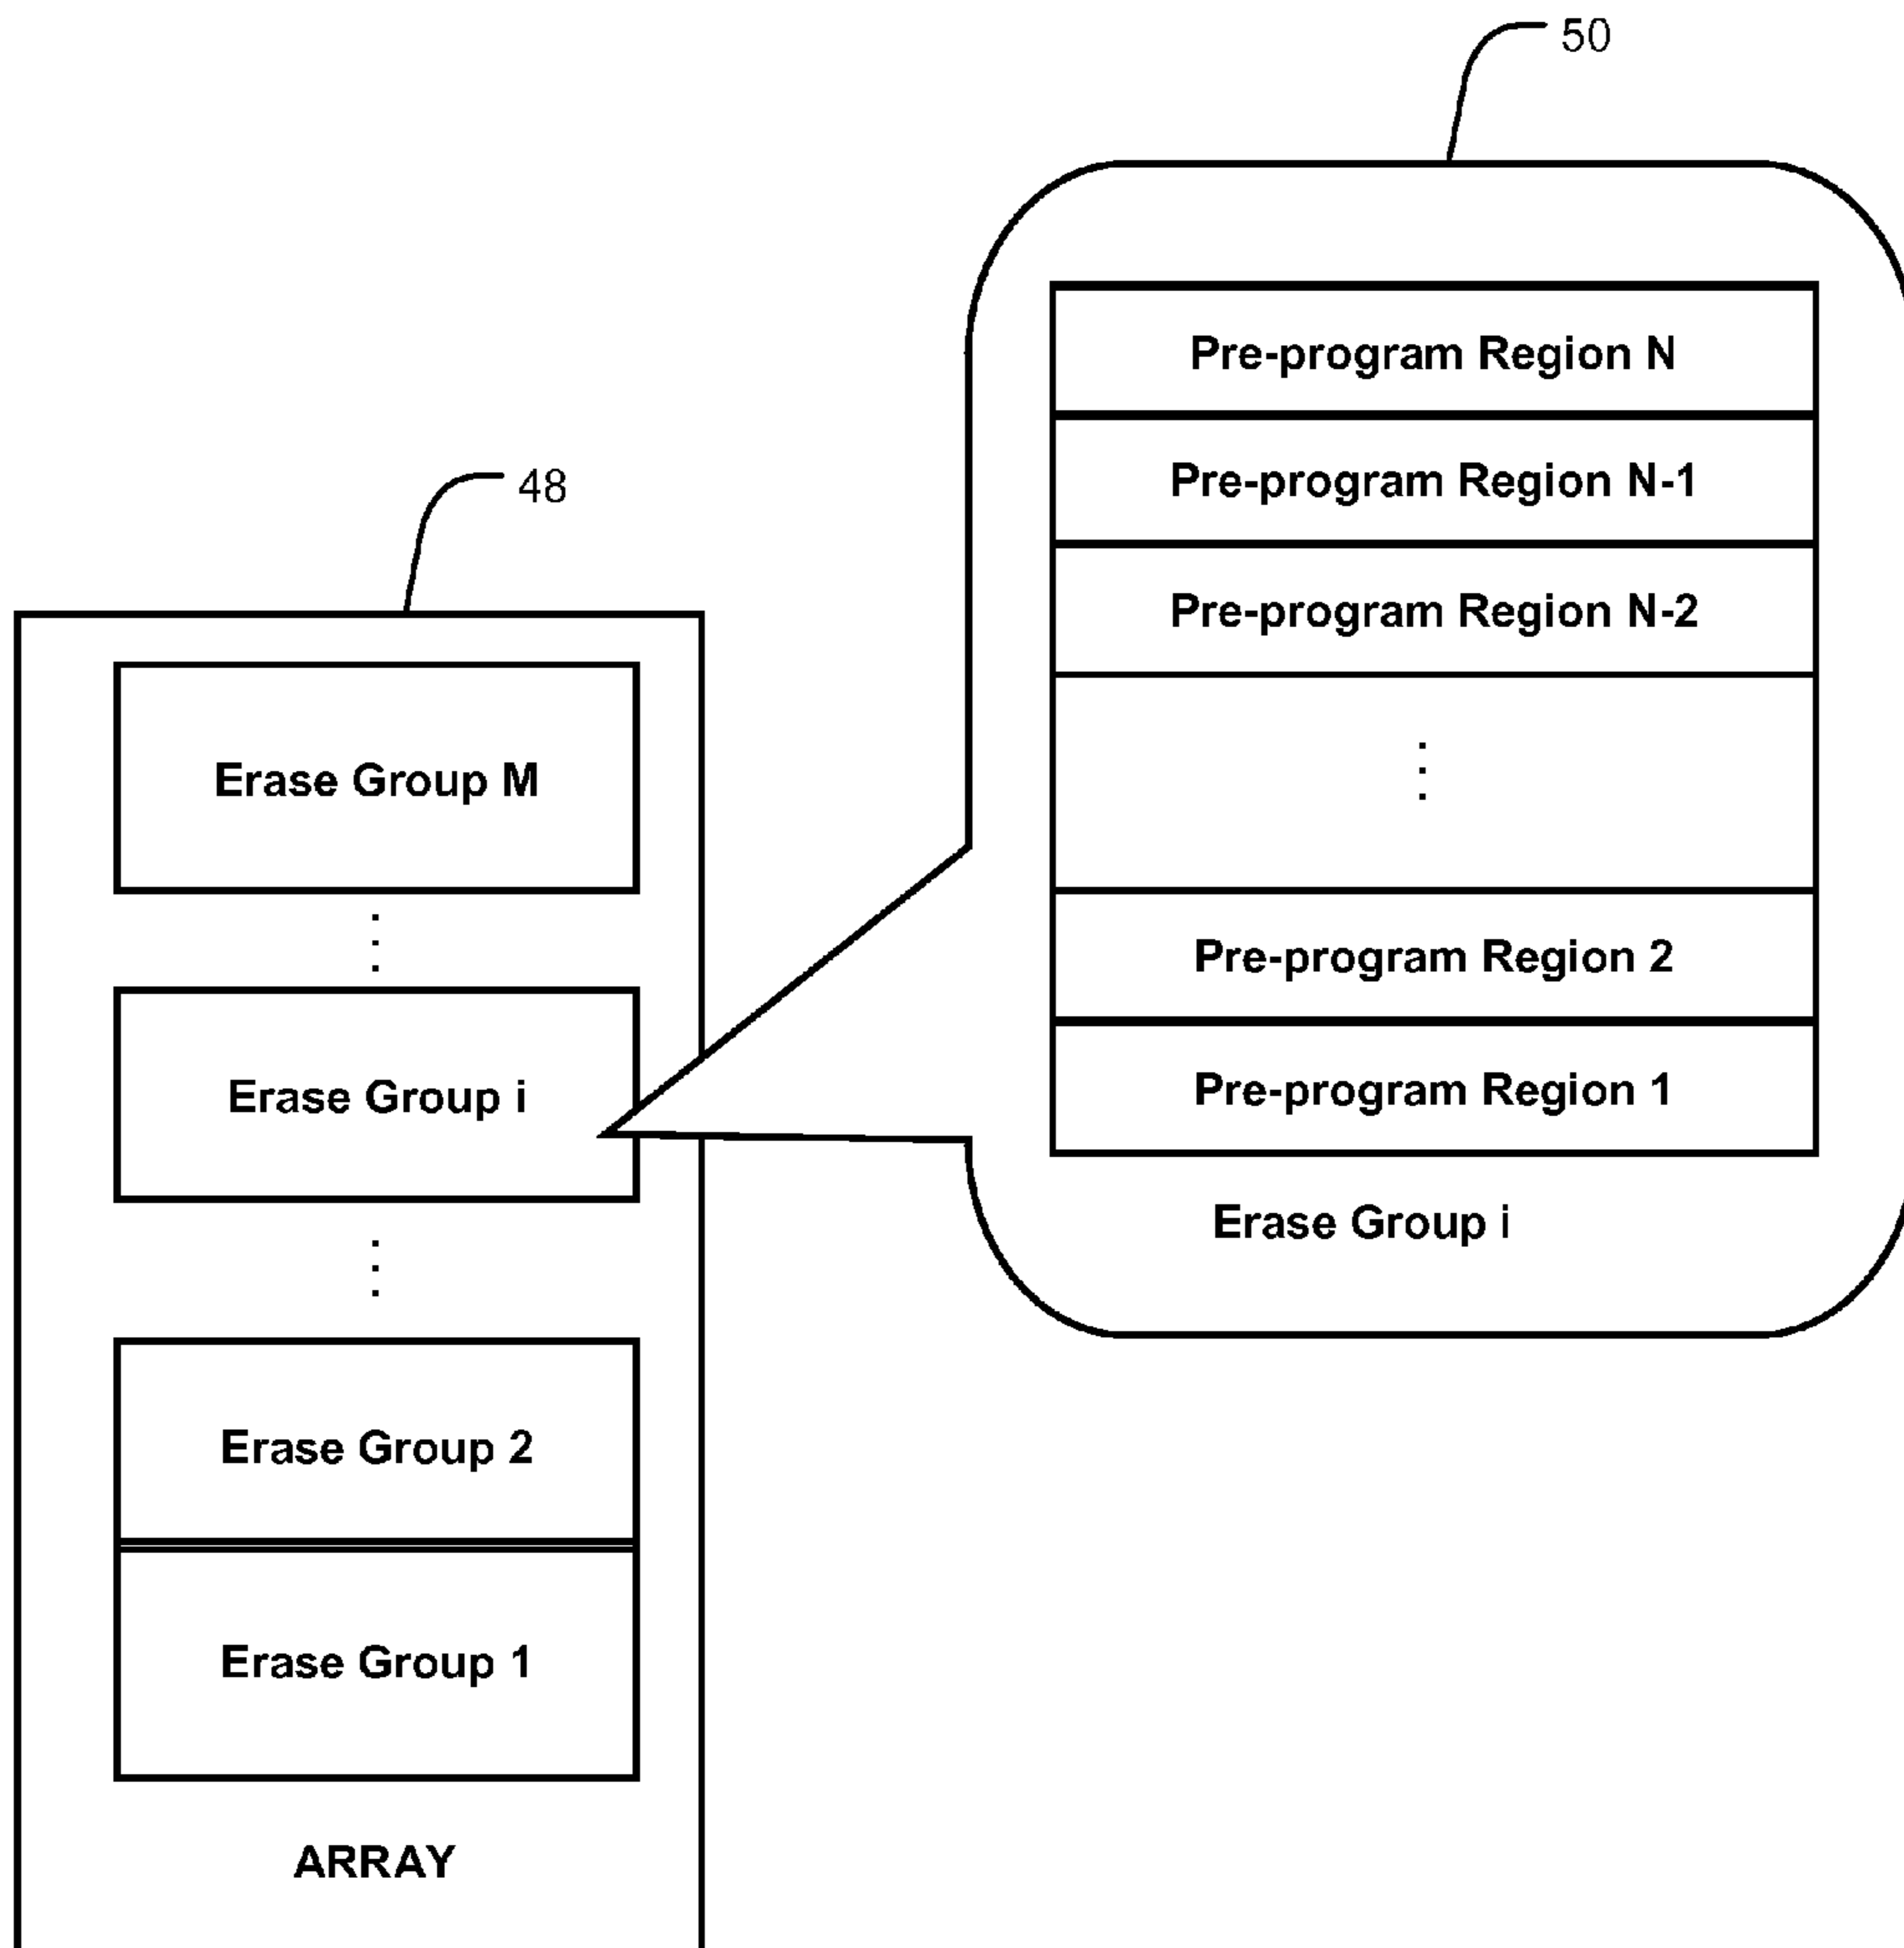 50
Pre-program Region N
Pre-program Region N-1
Pre-program Region N-2
⋮
Pre-program Region 2
Pre-program Region 1
Erase Group i
48
Erase Group M
⋮
Erase Group i
⋮
Erase Group 2
Erase Group 1
ARRAY